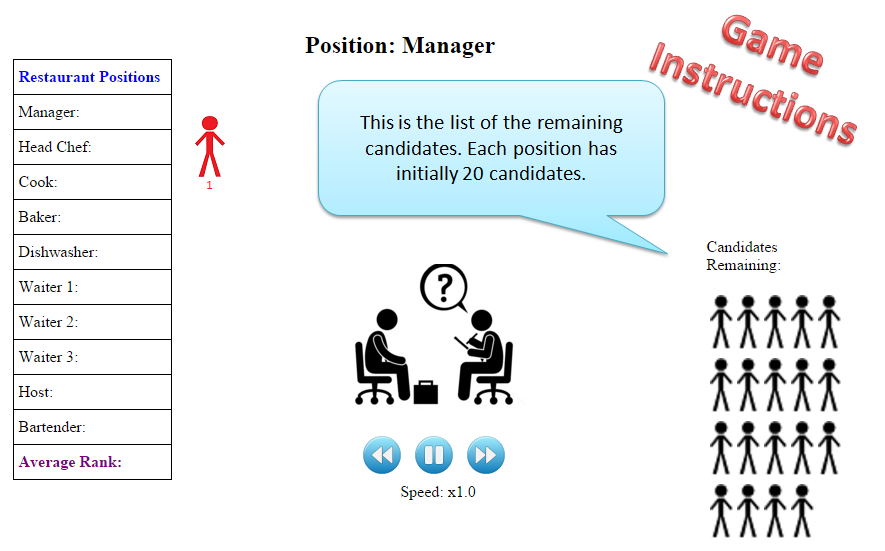 Position: Manager
Game
Instructions
Restaurant Positions
Manager:
Head Chef:
Cook:
Baker:
Dishwasher:
Waiter 1:
Waiter 2:
Waiter 3:
Host:
Bartender:
Average Rank:
1
This is the list of the remaining
candidates. Each position has
initially 20 candidates.
?
Candidates
Remaining:
Speed: x1.0